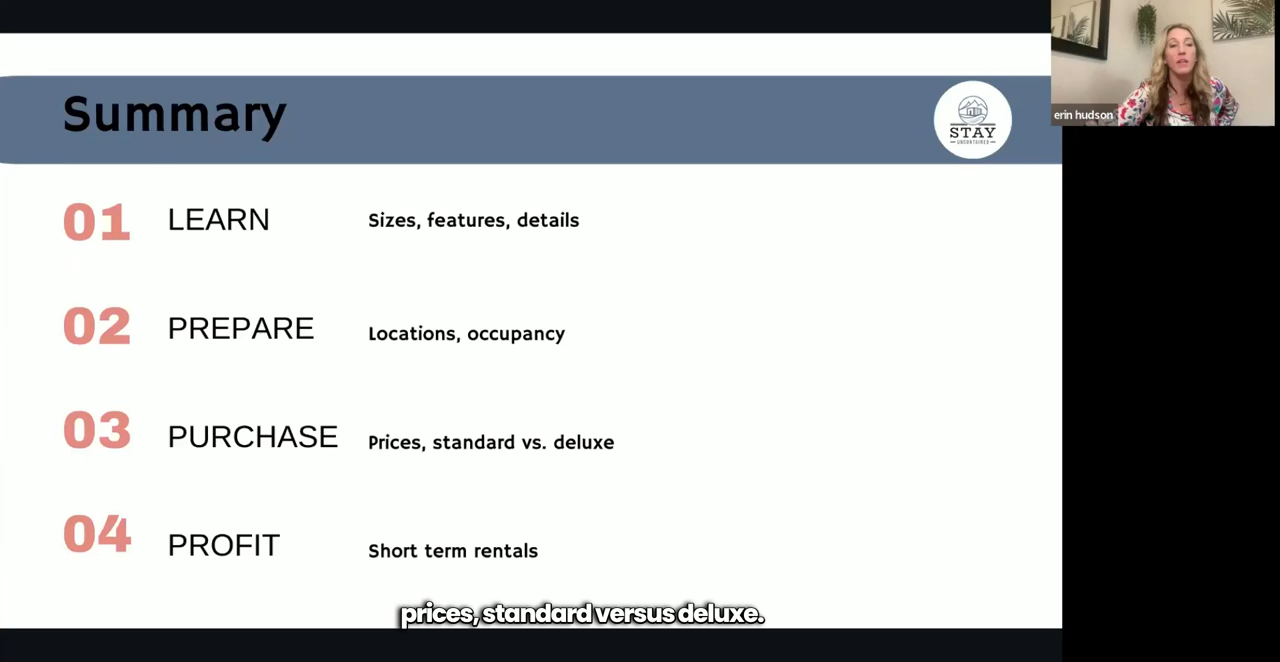 Summary
STAY
UNCONTAINED
erin hudson
01 LEARN Sizes, features, details
02 PREPARE Locations, occupancy
03 PURCHASE Prices, standard vs. deluxe
04 PROFIT Short term rentals
prices, standard versus deluxe.